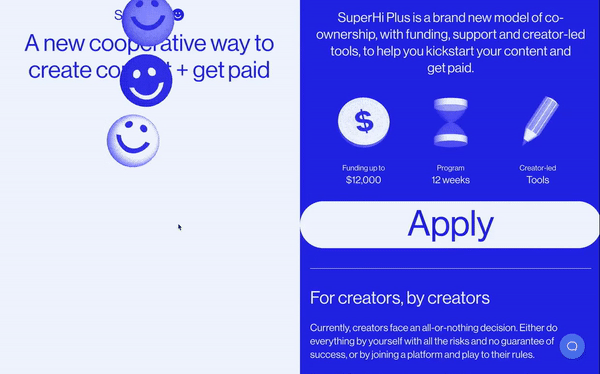 S
A new cooperative way to
create content + get paid
SuperHi Plus is a brand new model of co-
ownership, with funding, support and creator-led
tools, to help you kickstart your content and
get paid.
$
Funding up to
$12,000
Program
12 weeks
Creator-led
Tools
Apply
For creators, by creators
Currently, creators face an all-or-nothing decision. Either do
everything by yourself with all the risks and no guarantee of
success, or by joining a platform and play to their rules.